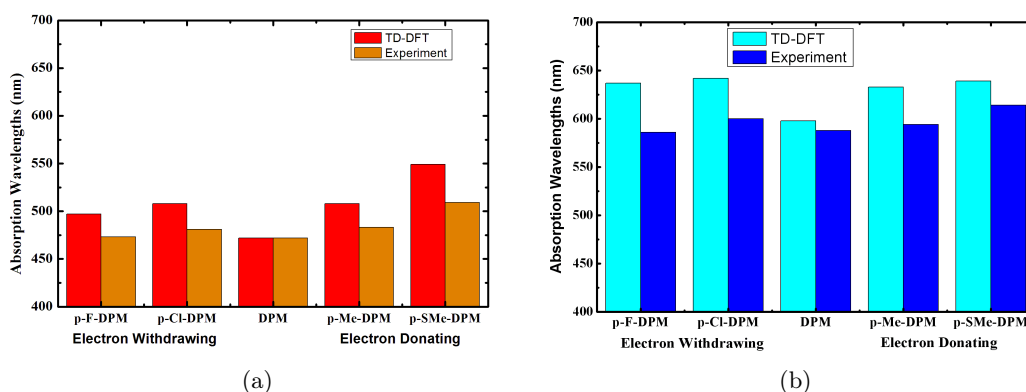 700
650
600
550
500
450
400
Absorption Wavelengths (nm)
TD-DFT
Experiment
p-F-DPM p-Cl-DPM DPM p-Me-DPM p-SMe-DPM
Electron Withdrawing Electron Donating
(a)
700
650
600
550
500
450
400
Absorption Wavelengths (nm)
TD-DFT
Experiment
p-F-DPM p-Cl-DPM DPM p-Me-DPM p-SMe-DPM
Electron Withdrawing Electron Donating
(b)